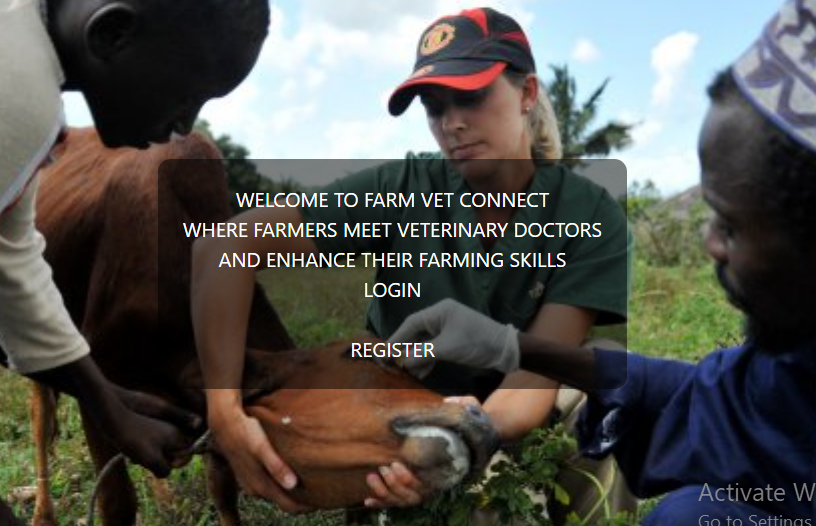 WELCOME TO FARM VET CONNECT
WHERE FARMERS MEET VETERINARY DOCTORS
AND ENHANCE THEIR FARMING SKILLS
LOGIN
REGISTER
Activate W
Go to Settings